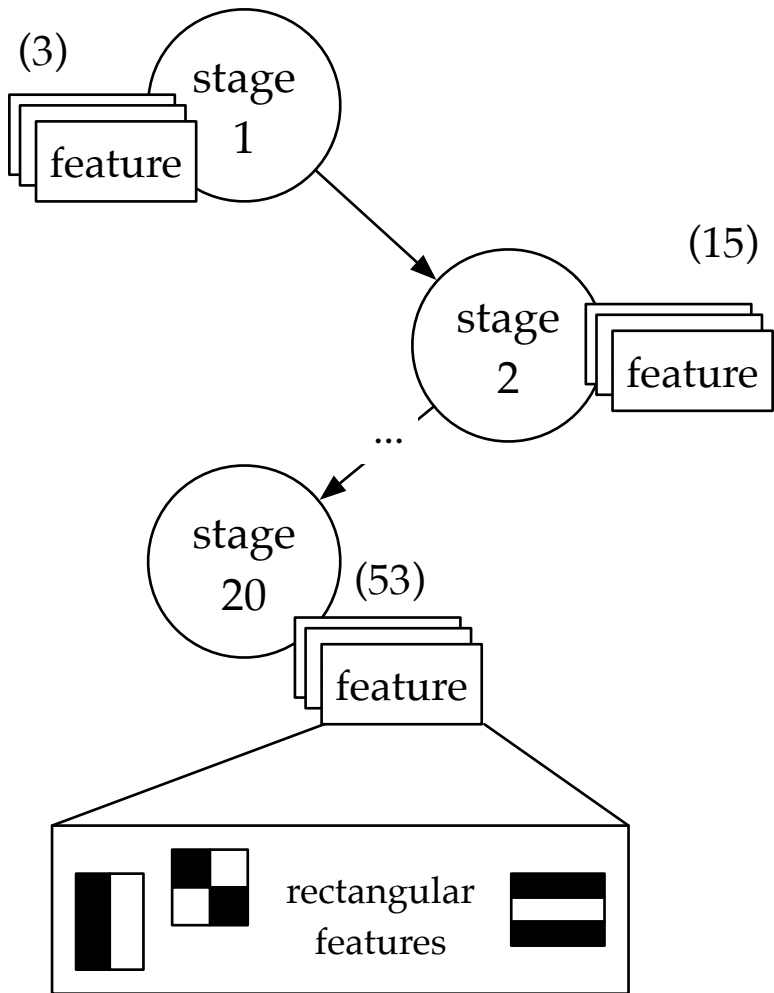 (3)
stage
1
feature
(15)
stage
2
feature
...
stage
20
(53)
feature
rectangular
features